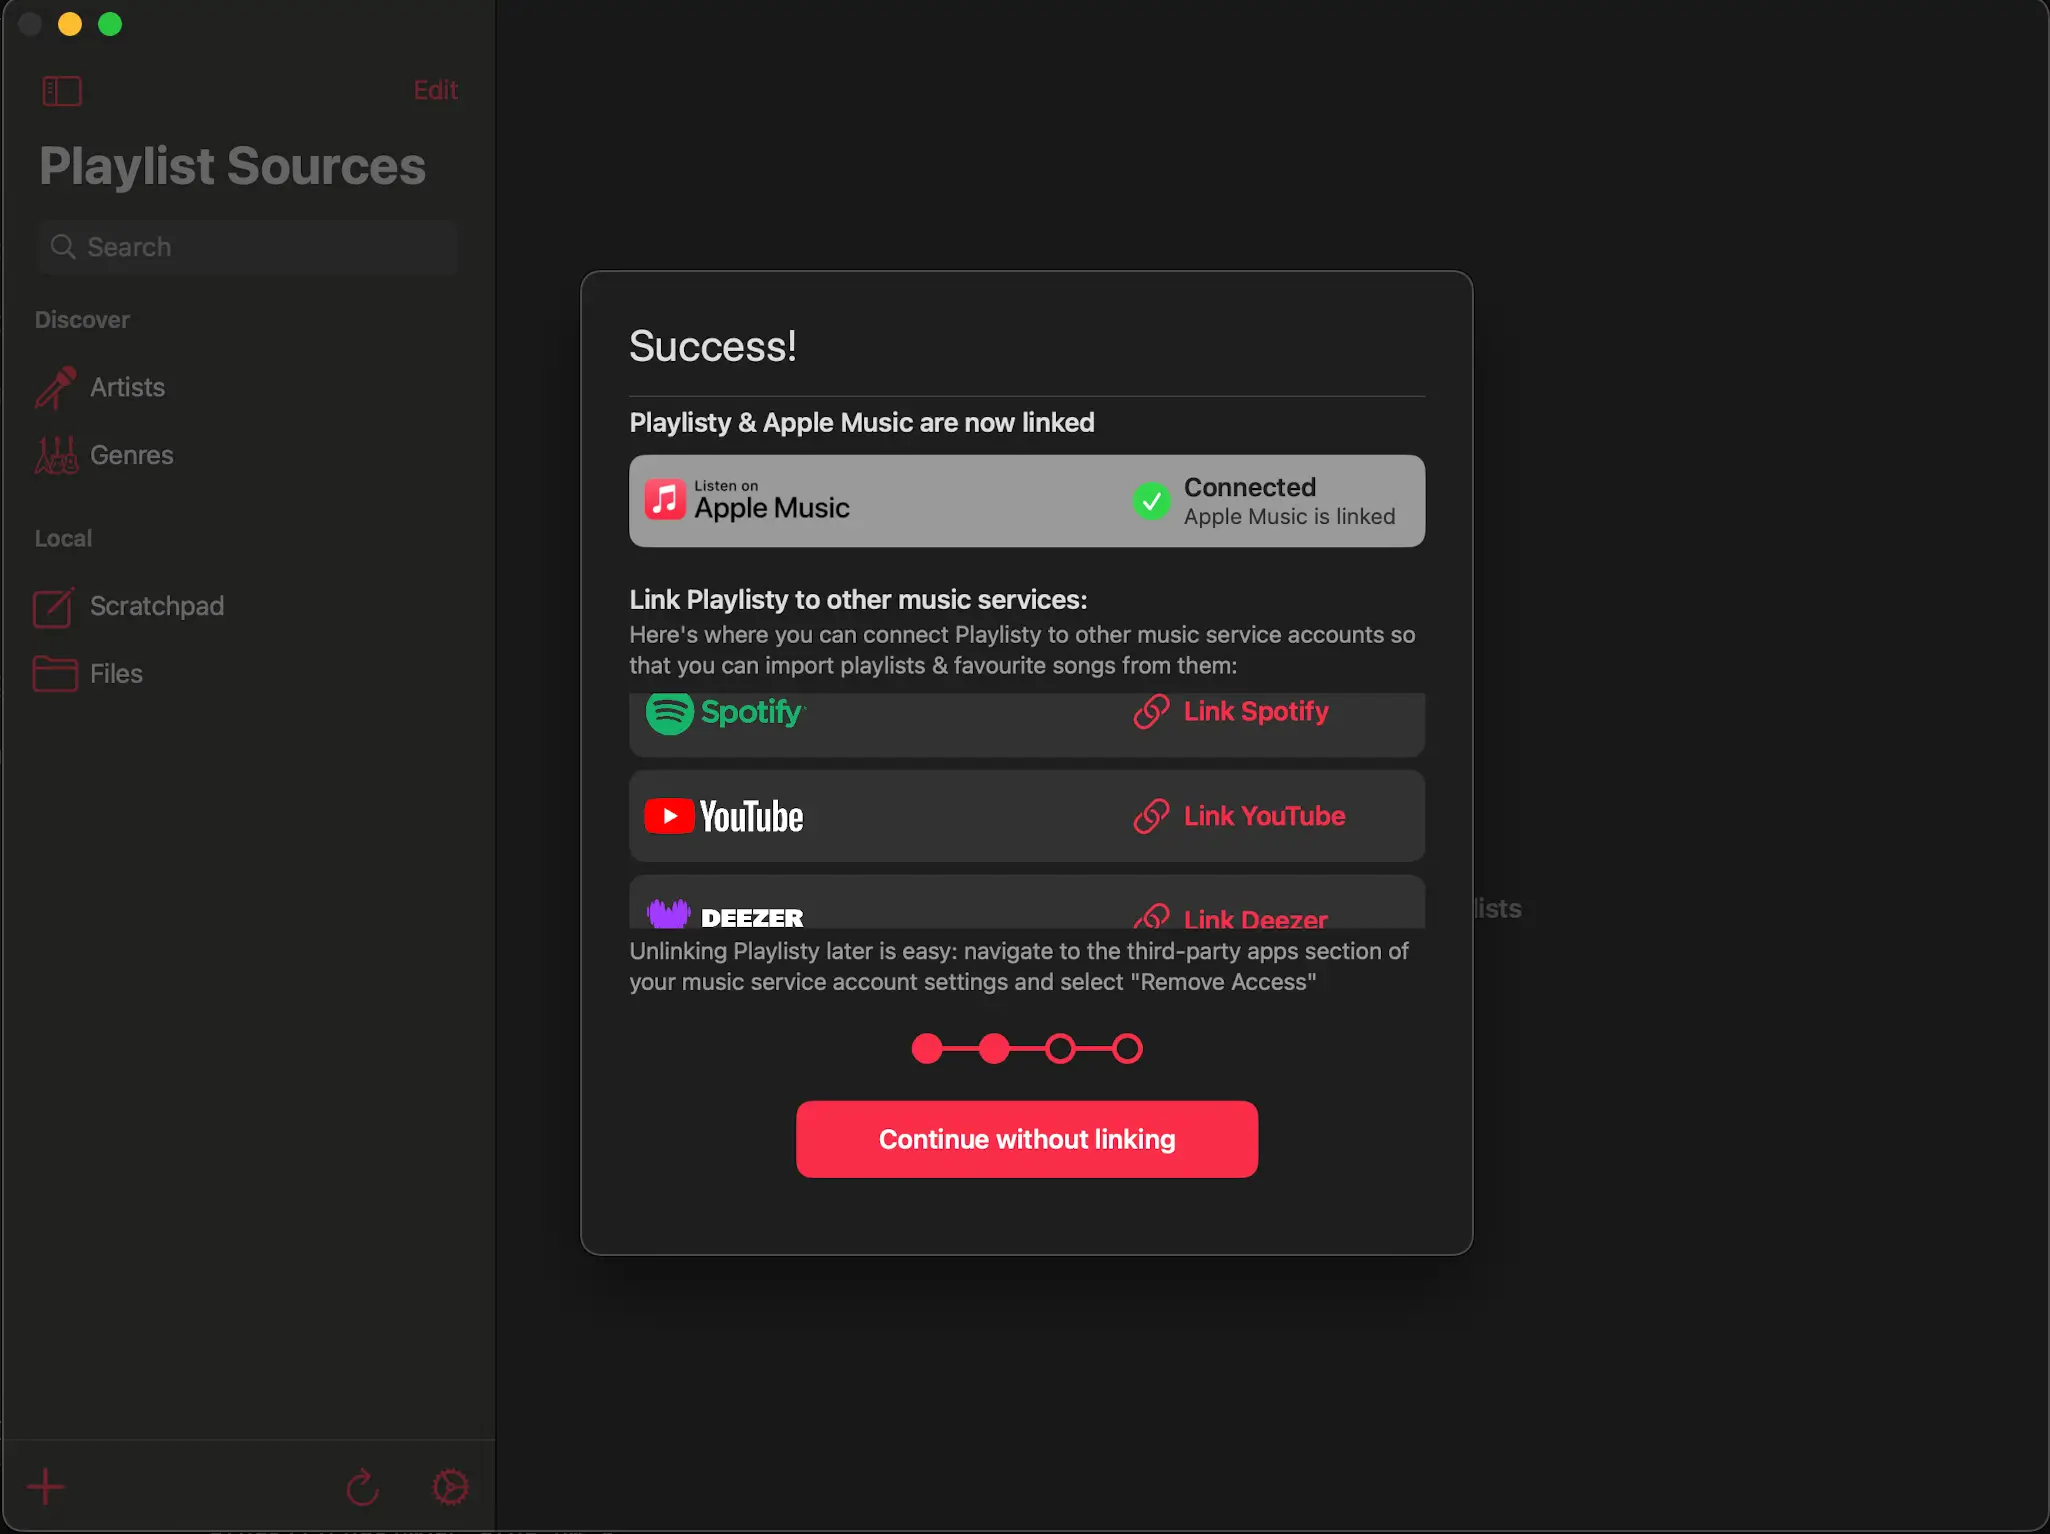 Edit
Playlist Sources
Search
Discover
Artists
Genres
Local
Scratchpad
Files
Success!
Playlisty & Apple Music are now linked
Listen on
Apple Music
Connected
Apple Music is linked
Link Playlisty to other music services:
Here's where you can connect Playlisty to other music service accounts so
that you can import playlists & favourite songs from them:
Spotify
Link Spotify
YouTube
Link YouTube
DEEZER
Link Deezer
Unlinking Playlisty later is easy: navigate to the third-party apps section of
your music service account settings and select "Remove Access"
Continue without linking
lists